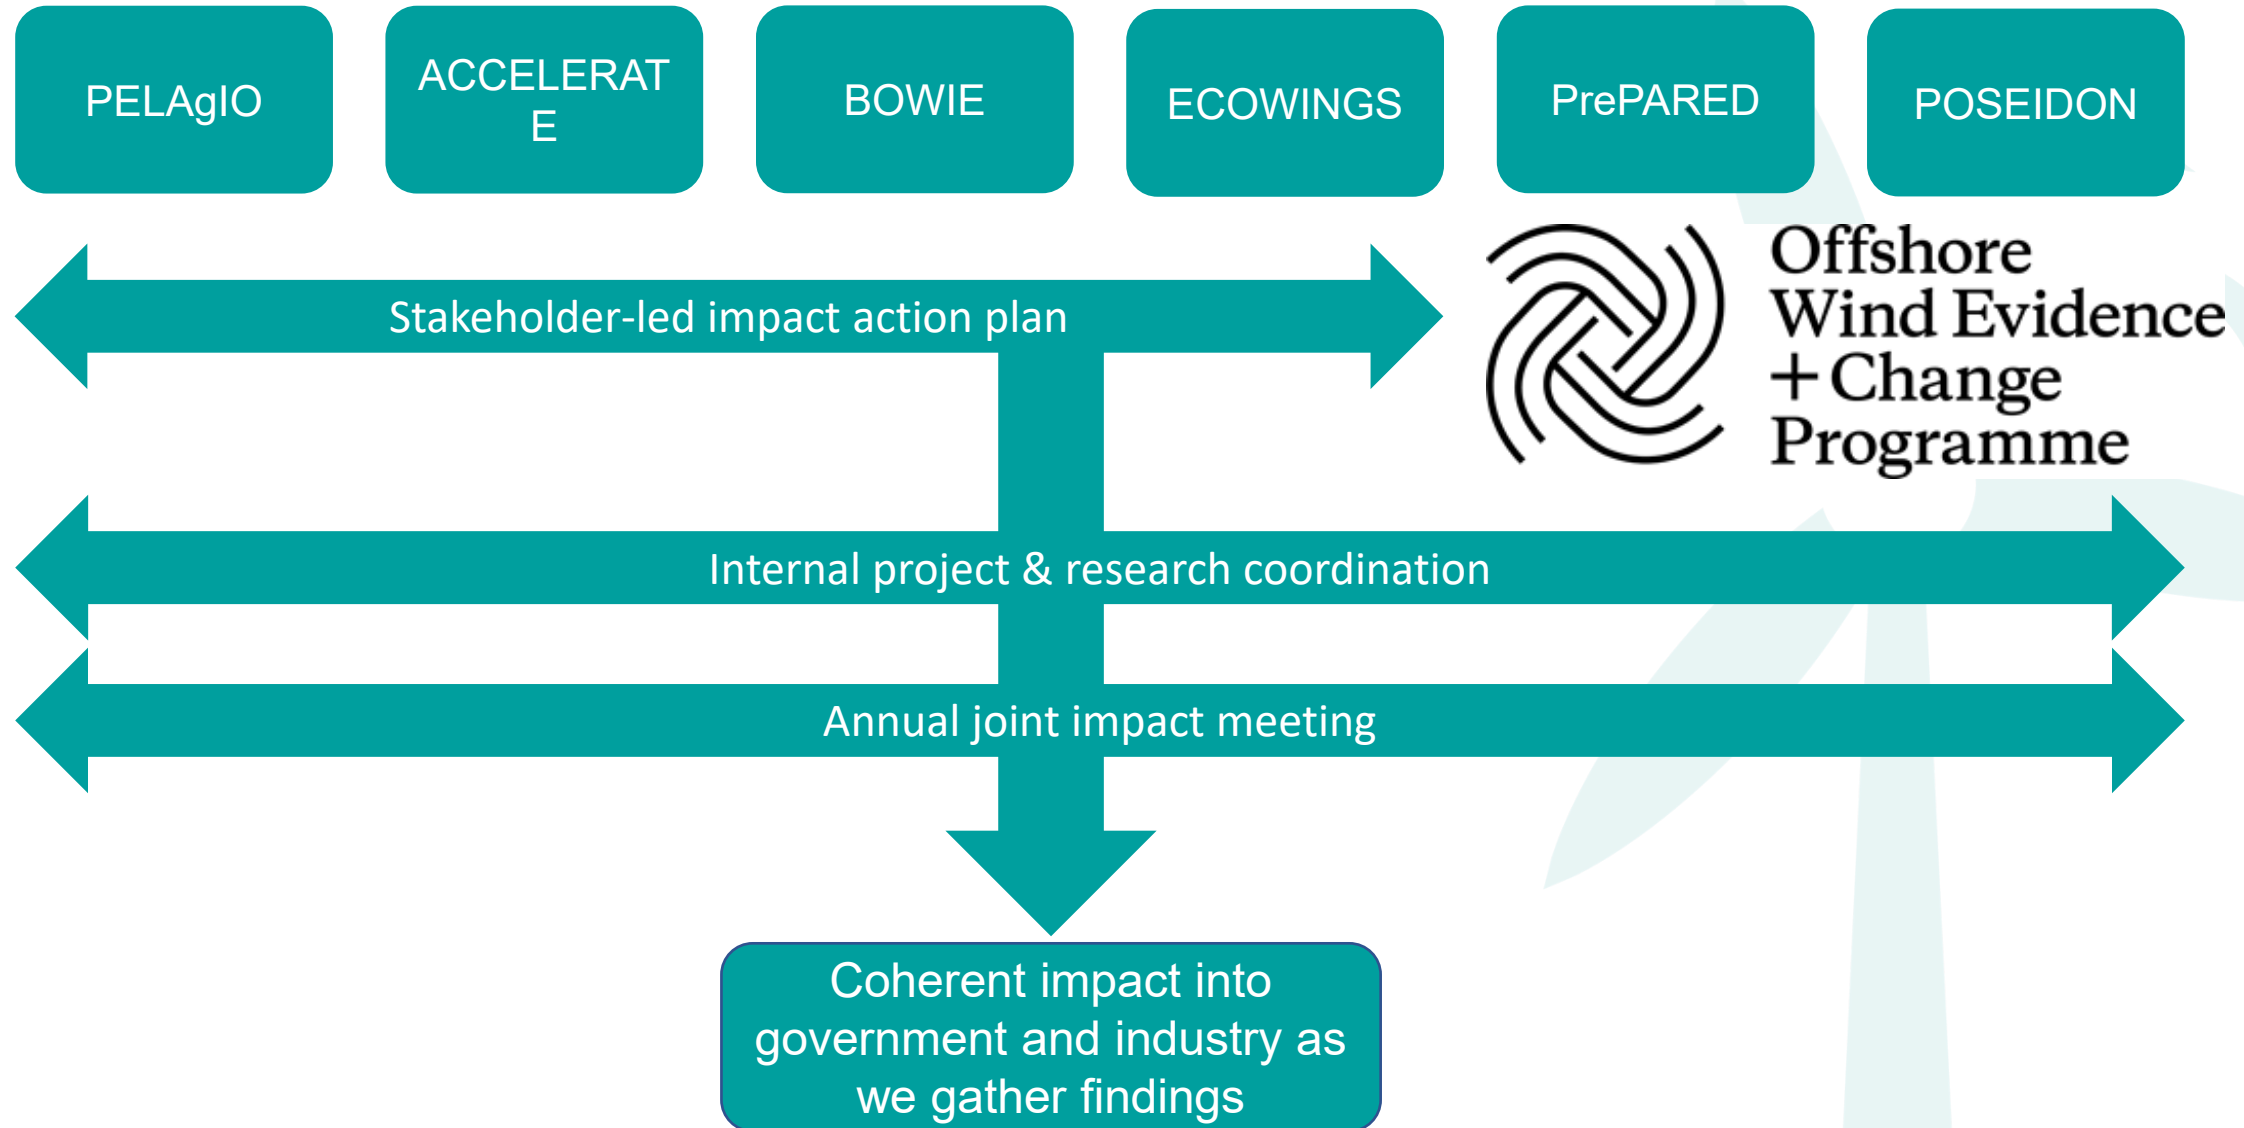 PELAgIO
ACCELERAT
E
BOWIE
ECOWINGS
PrePARED
POSEIDON
Stakeholder-led impact action plan
Offshore
Wind Evidence
+Change
Programme
Internal project & research coordination
Annual joint impact meeting
Coherent impact into
government and industry as
we gather findings